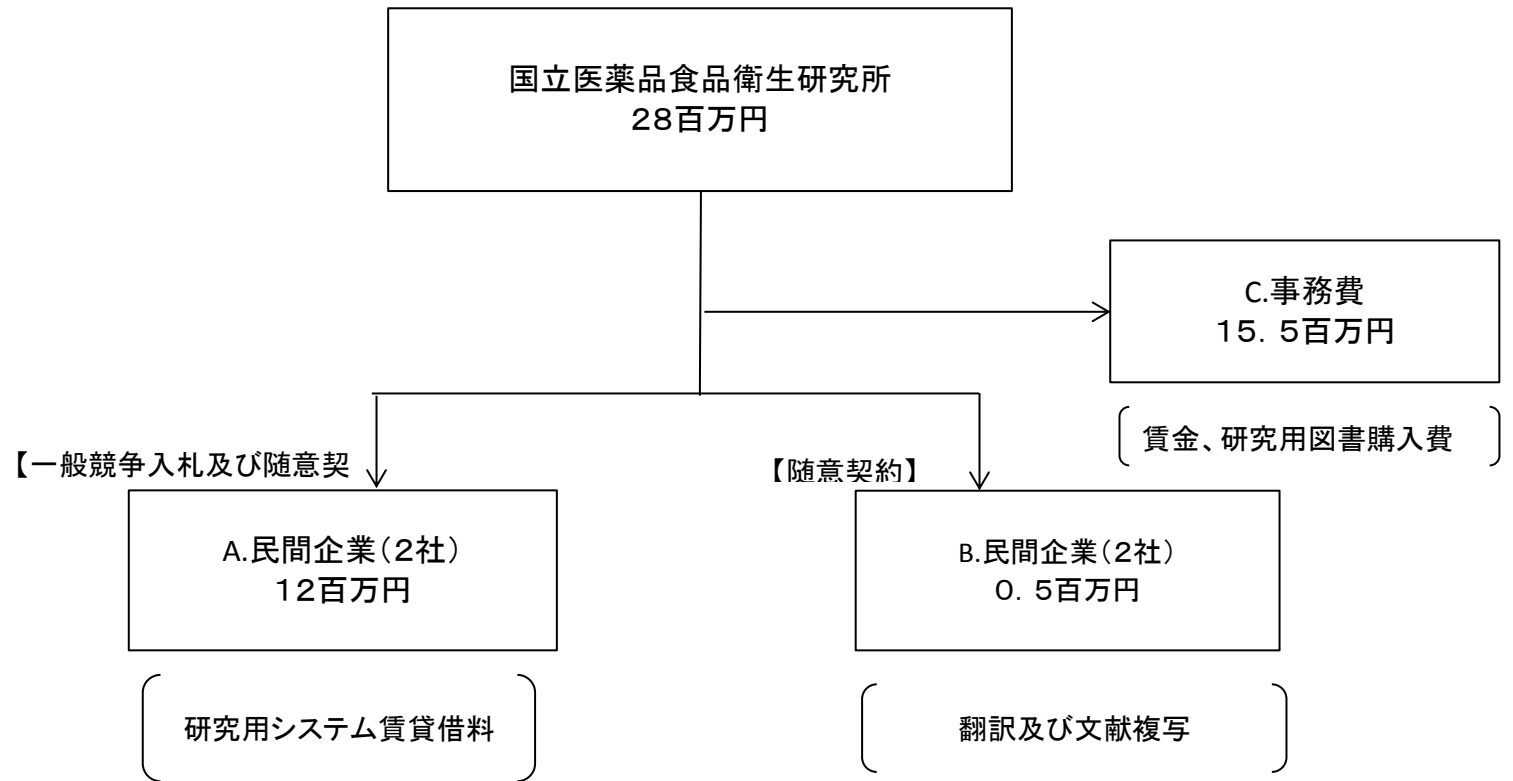 国立医薬品食品衛生研究所
28百万円
C.事務費
15．5百万円
賃金、研究用図書購入費
【一般競争入札及び随意契
【随意契約】
A.民間企業（2社）
12百万円
B.民間企業（2社）
0．5百万円
研究用システム賃貸借料
翻訳及び文献複写